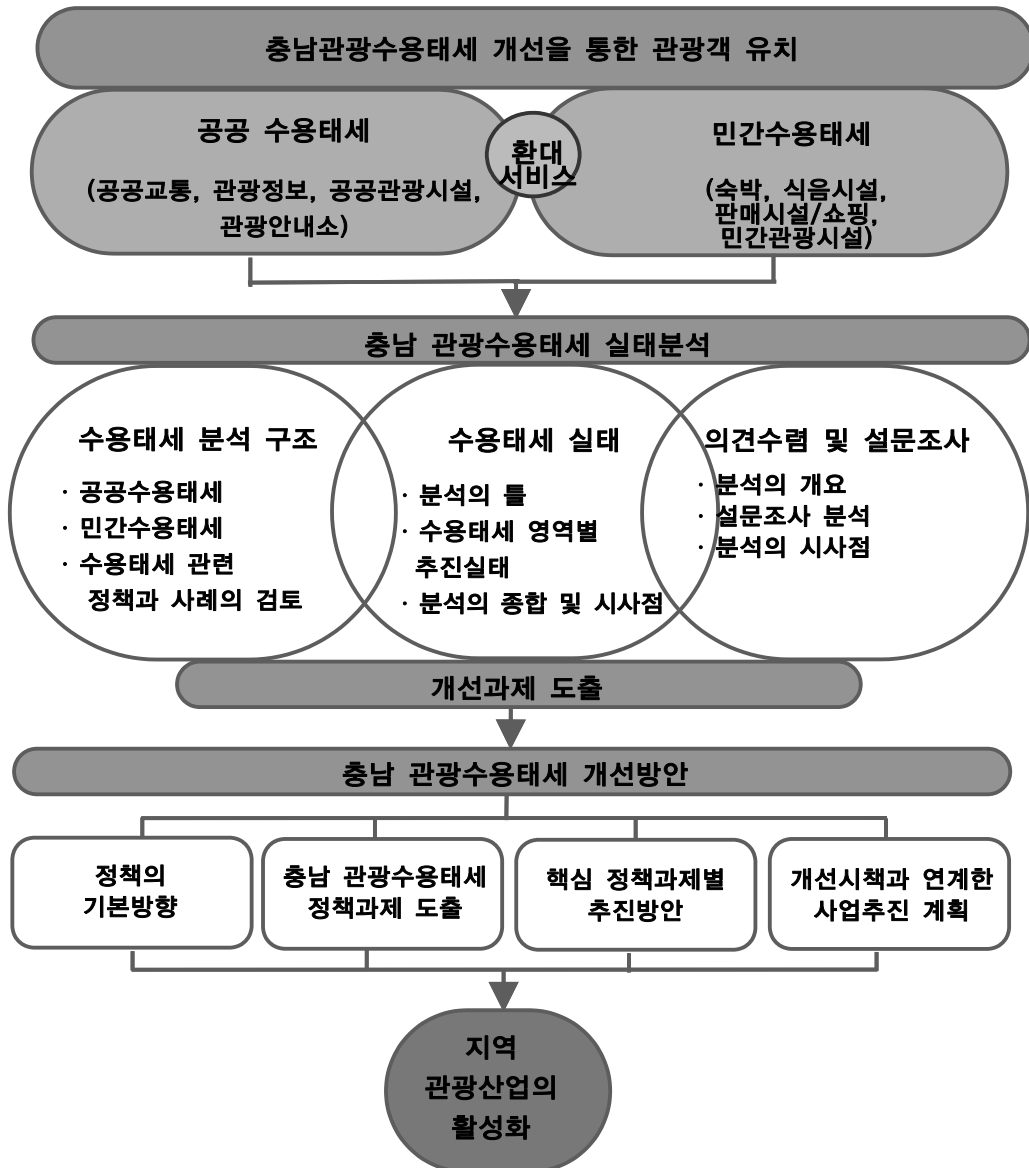 충남관광수용태세 개선을 통한 관광객 유치
공공 수용태세
(공공교통, 관광정보, 공공관광시설,
관광안내소)
환대
서비스
민간수용태세
(숙박, 식음시설,
판매시설/쇼핑,
민간관광시설)
충남 관광수용태세 실태분석
수용태세 분석 구조
· 공공수용태세
· 민간수용태세
· 수용태세 관련
정책과 사례의 검토
수용태세 실태
· 분석의 틀
· 수용태세 영역별
추진실태
· 분석의 종합 및 시사점
의견수렴 및 설문조사
· 분석의 개요
· 설문조사 분석
· 분석의 시사점
개선과제 도출
충남 관광수용태세 개선방안
정책의
기본방향
충남 관광수용태세
정책과제 도출
핵심 정책과제별
추진방안
개선시책과 연계한
사업추진 계획
지역
관광산업의
활성화